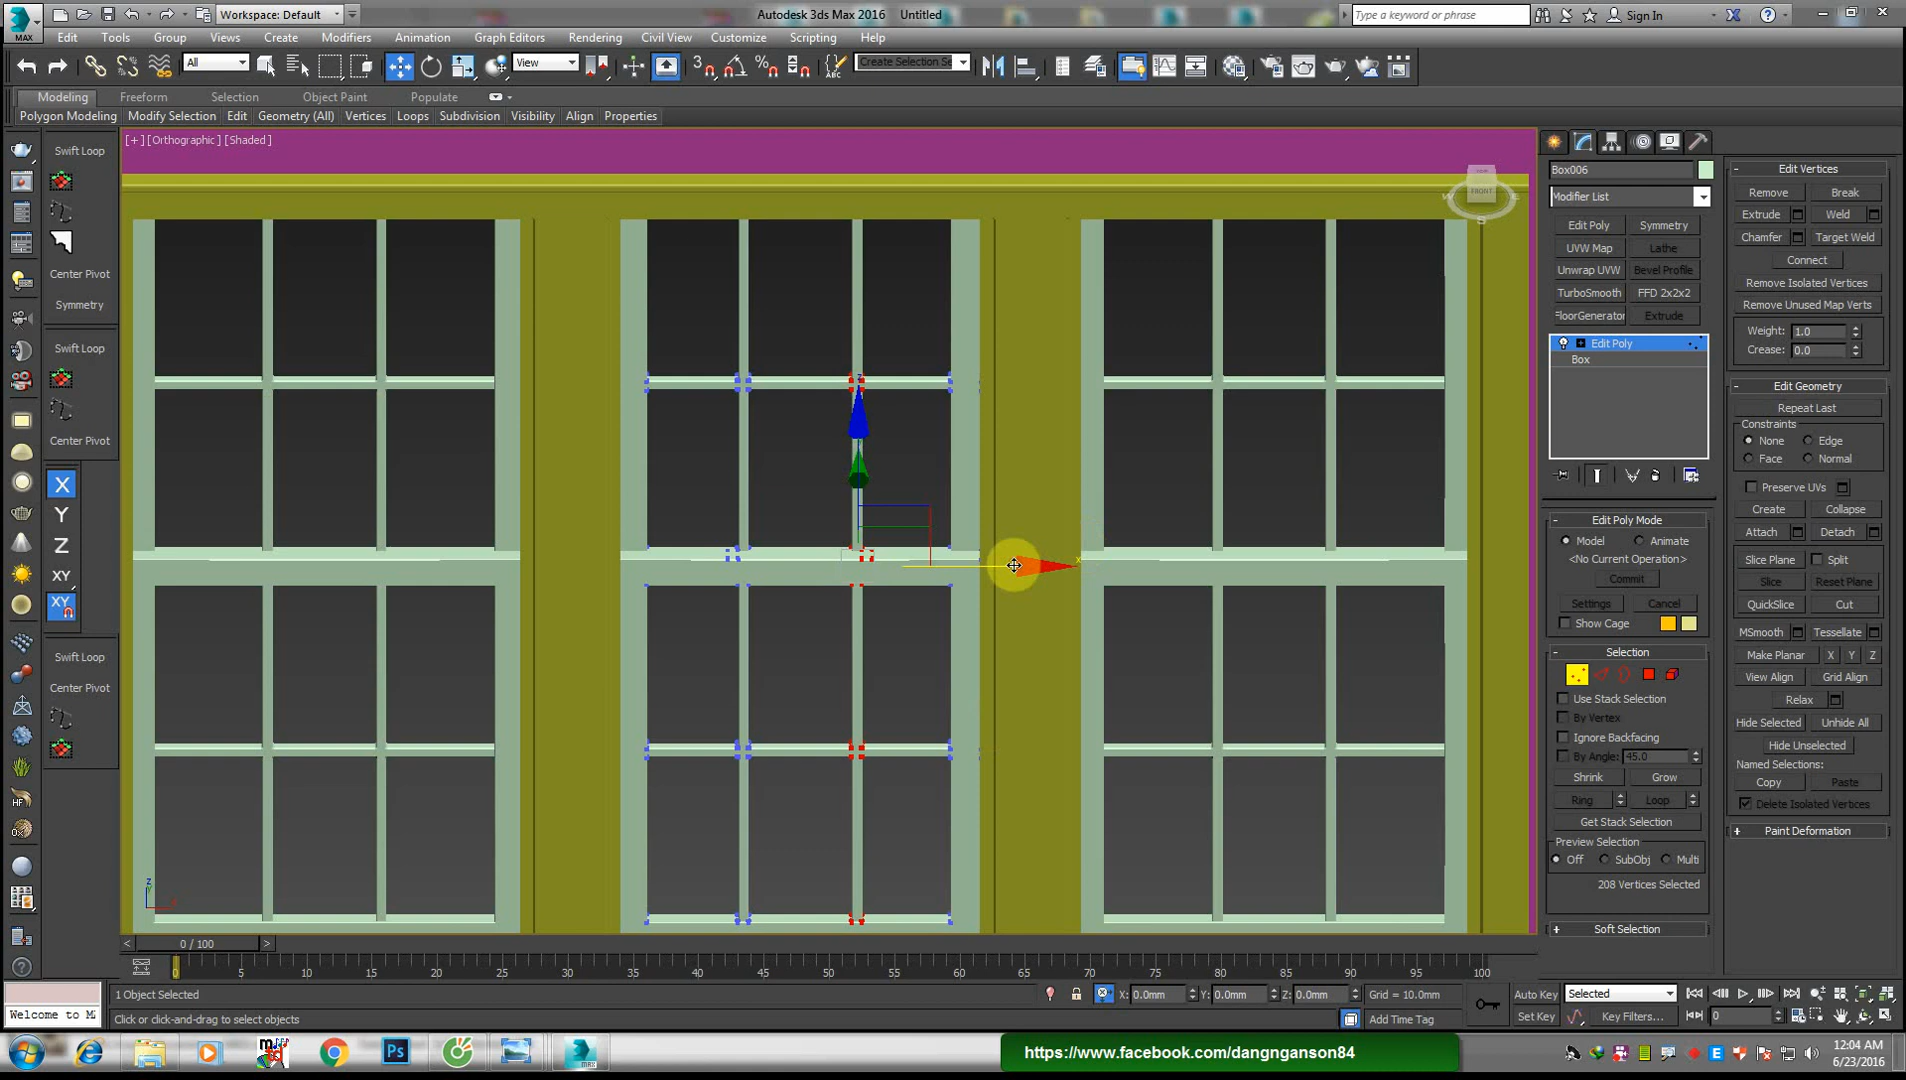 Workspace: Default
Autodesk 3ds Max 2016 Untitled
Type a keyword or phrase
Sign In
MAX
Edit Tools Group Views Create Modifiers Animation Graph Editors Rendering Civil View Customize Scripting Help
All
View
3
Create Selection Se
Modeling Freeform Selection Object Paint Populate
Polygon Modeling Modify Selection Edit Geometry (All) Vertices Loops Subdivision Visibility Align Properties
[+] [Orthographic] [Shaded]
Swift Loop
Center Pivot
Symmetry
Swift Loop
Center Pivot
X
Y
Z
XY
XY
Swift Loop
Center Pivot
HF
FRONT
S
z
x
Box006
Modifier List
Edit Poly Symmetry
UVW Map Lathe
Unwrap UVW Bevel Profile
TurboSmooth FFD 2x2x2
FloorGenerator Extrude
Edit Poly
Box
Edit Poly Mode
Model Animate
<No Current Operation>
Commit
Settings Cancel
Show Cage
Selection
Use Stack Selection
By Vertex
Ignore Backfacing
By Angle: 45.0
Shrink Grow
Ring Loop
Get Stack Selection
Preview Selection
Off SubObj Multi
208 Vertices Selected
Soft Selection
Edit Vertices
Remove Break
Extrude Weld
Chamfer Target Weld
Connect
Remove Isolated Vertices
Remove Unused Map Verts
Weight: 1.0
Crease: 0.0
Edit Geometry
Repeat Last
Constraints
None Edge
Face Normal
Preserve UVs
Create Collapse
Attach Detach
Slice Plane Split
Slice Reset Plane
QuickSlice Cut
MSmooth Tessellate
Make Planar X Y Z
View Align Grid Align
Relax
Hide Selected Unhide All
Hide Unselected
Named Selections:
Copy Paste
Delete Isolated Vertices
Paint Deformation
0 / 100
0 5 10 15 20 25 30 35 40 45 50 55 60 65 70 75 80 85 90 95 100
1 Object Selected
X: 0.0mm Y: 0.0mm Z: 0.0mm Grid = 10.0mm
Auto Key Selected
Welcome to M
Click or click-and-drag to select objects
Add Time Tag
Set Key Key Filters... 0
Ps
MAX
https://www.facebook.com/dangnganson84
12:04 AM
6/23/2016